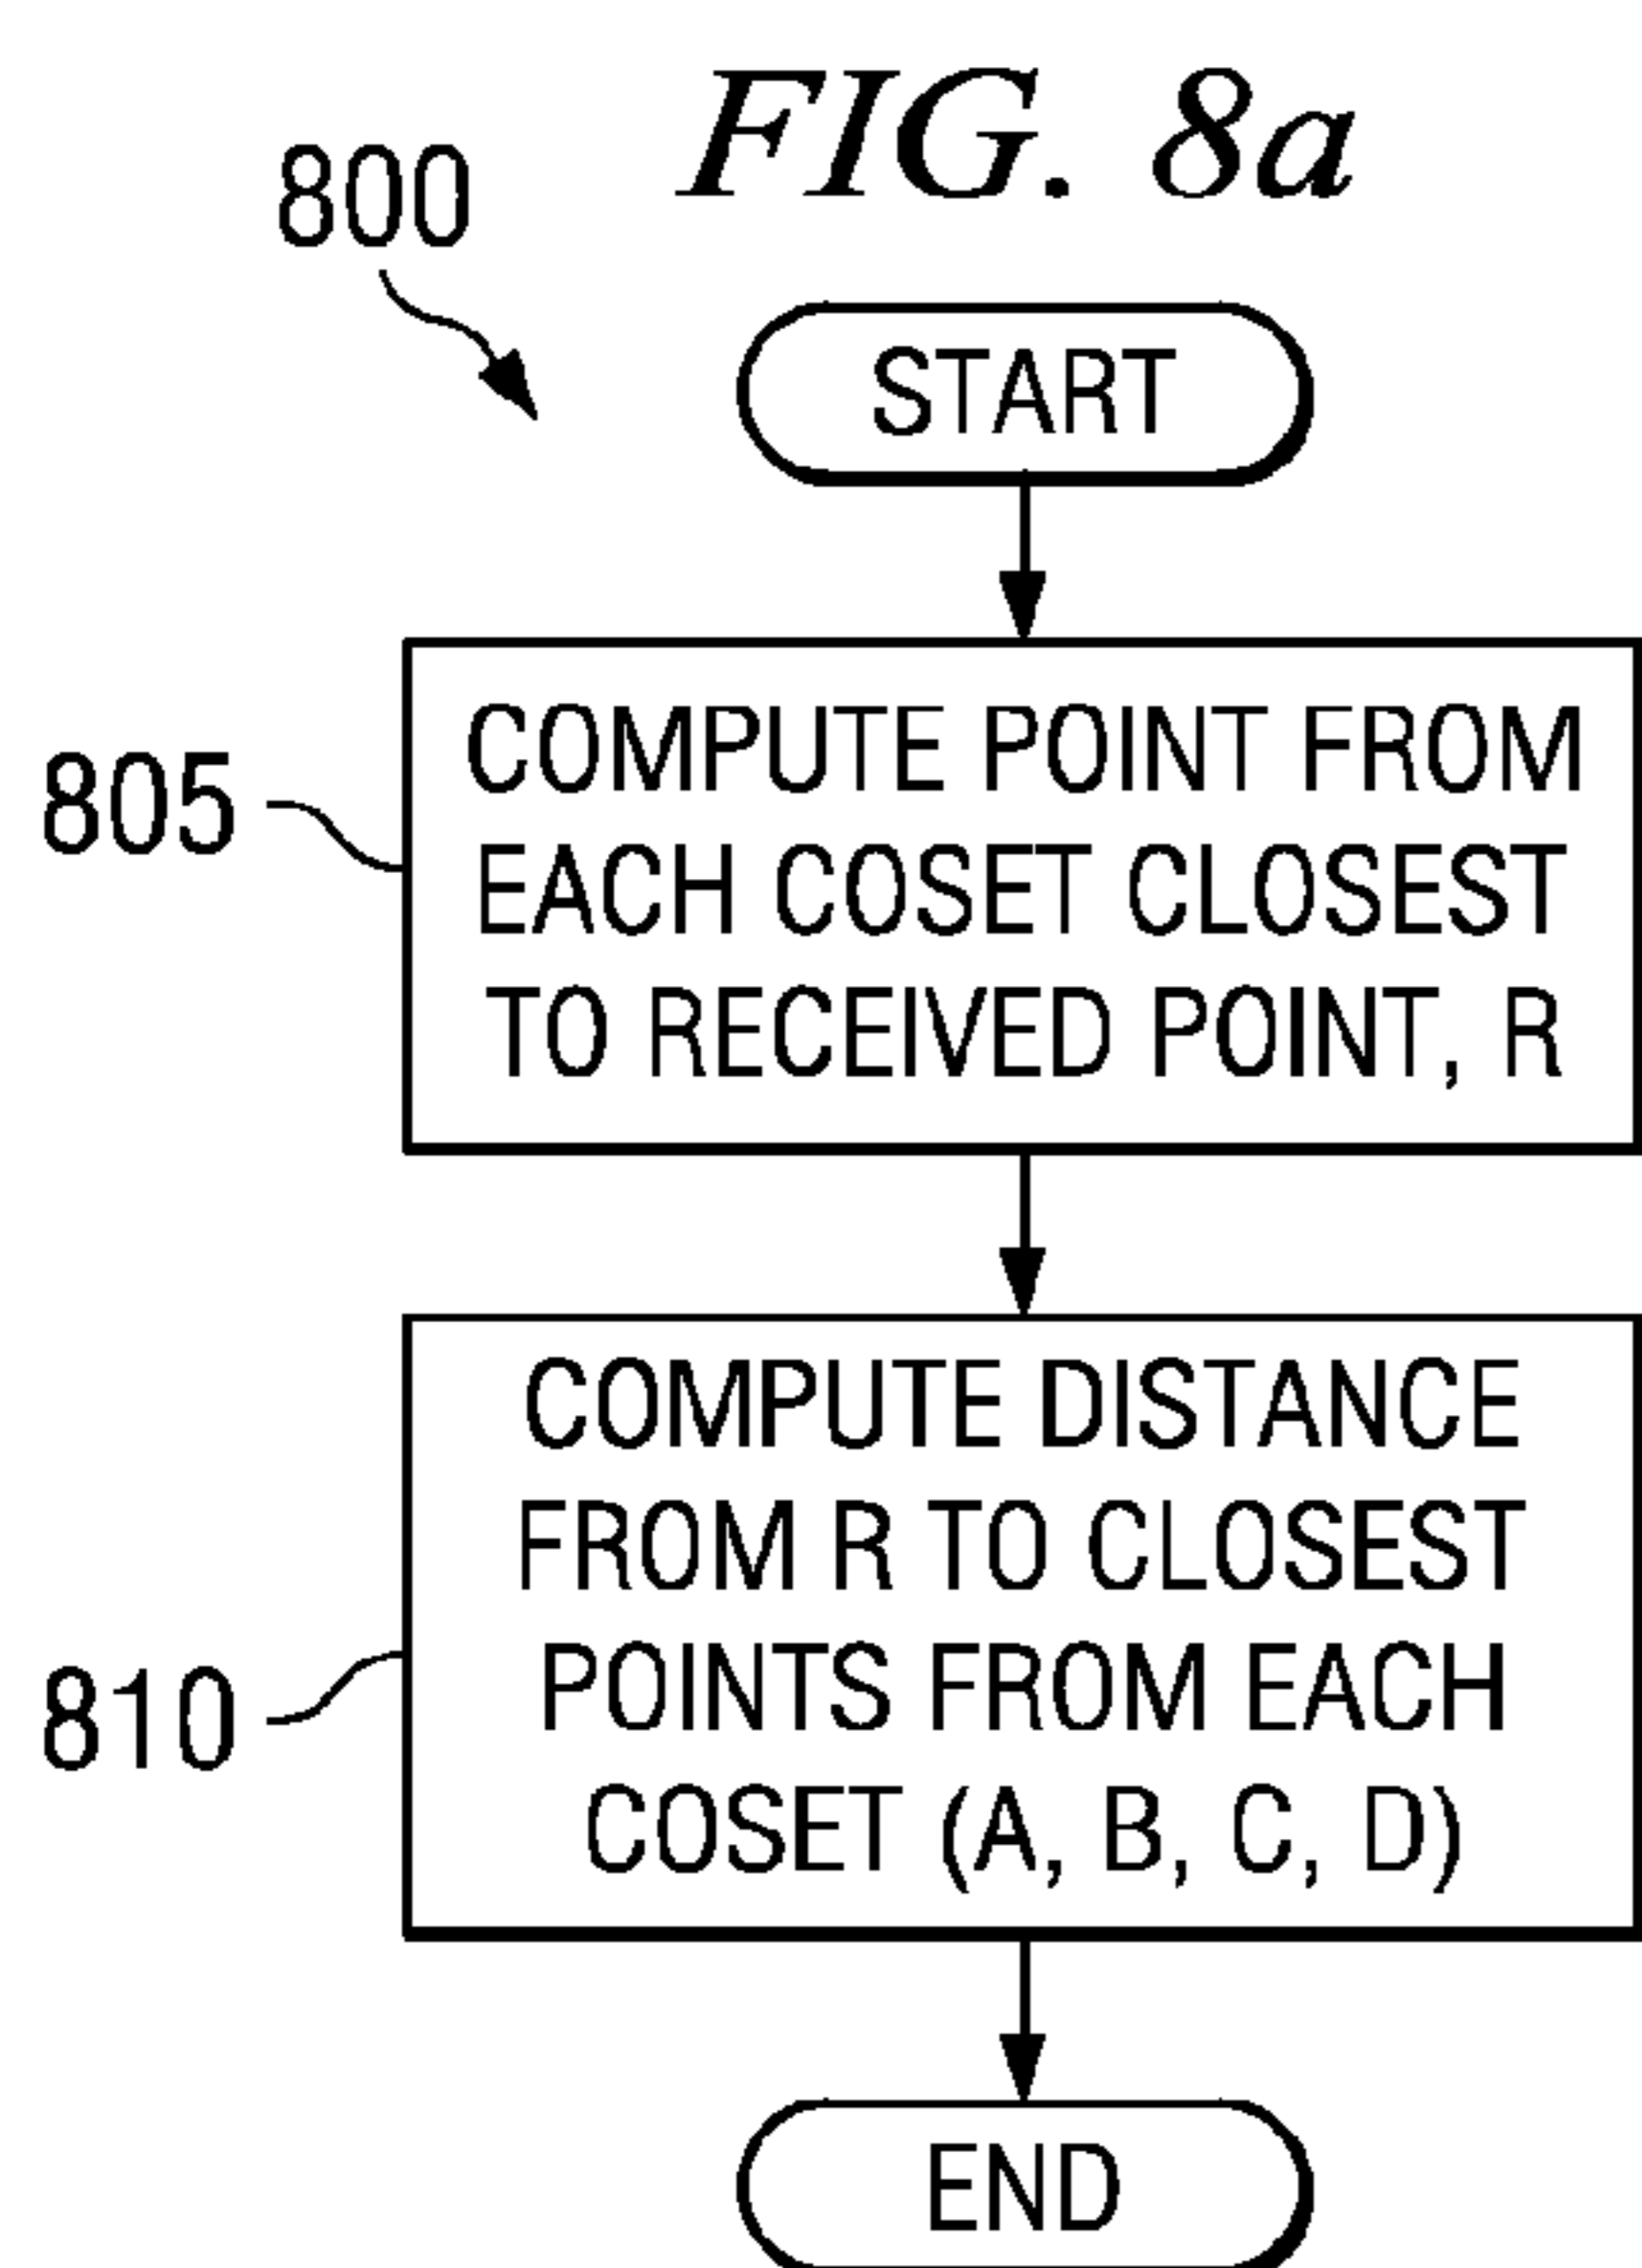 FIG. 8a
800
START
805
COMPUTE POINT FROM
EACH COSET CLOSEST
TO RECEIVED POINT, R
810
COMPUTE DISTANCE
FROM R TO CLOSEST
POINTS FROM EACH
COSET (A, B, C, D)
END